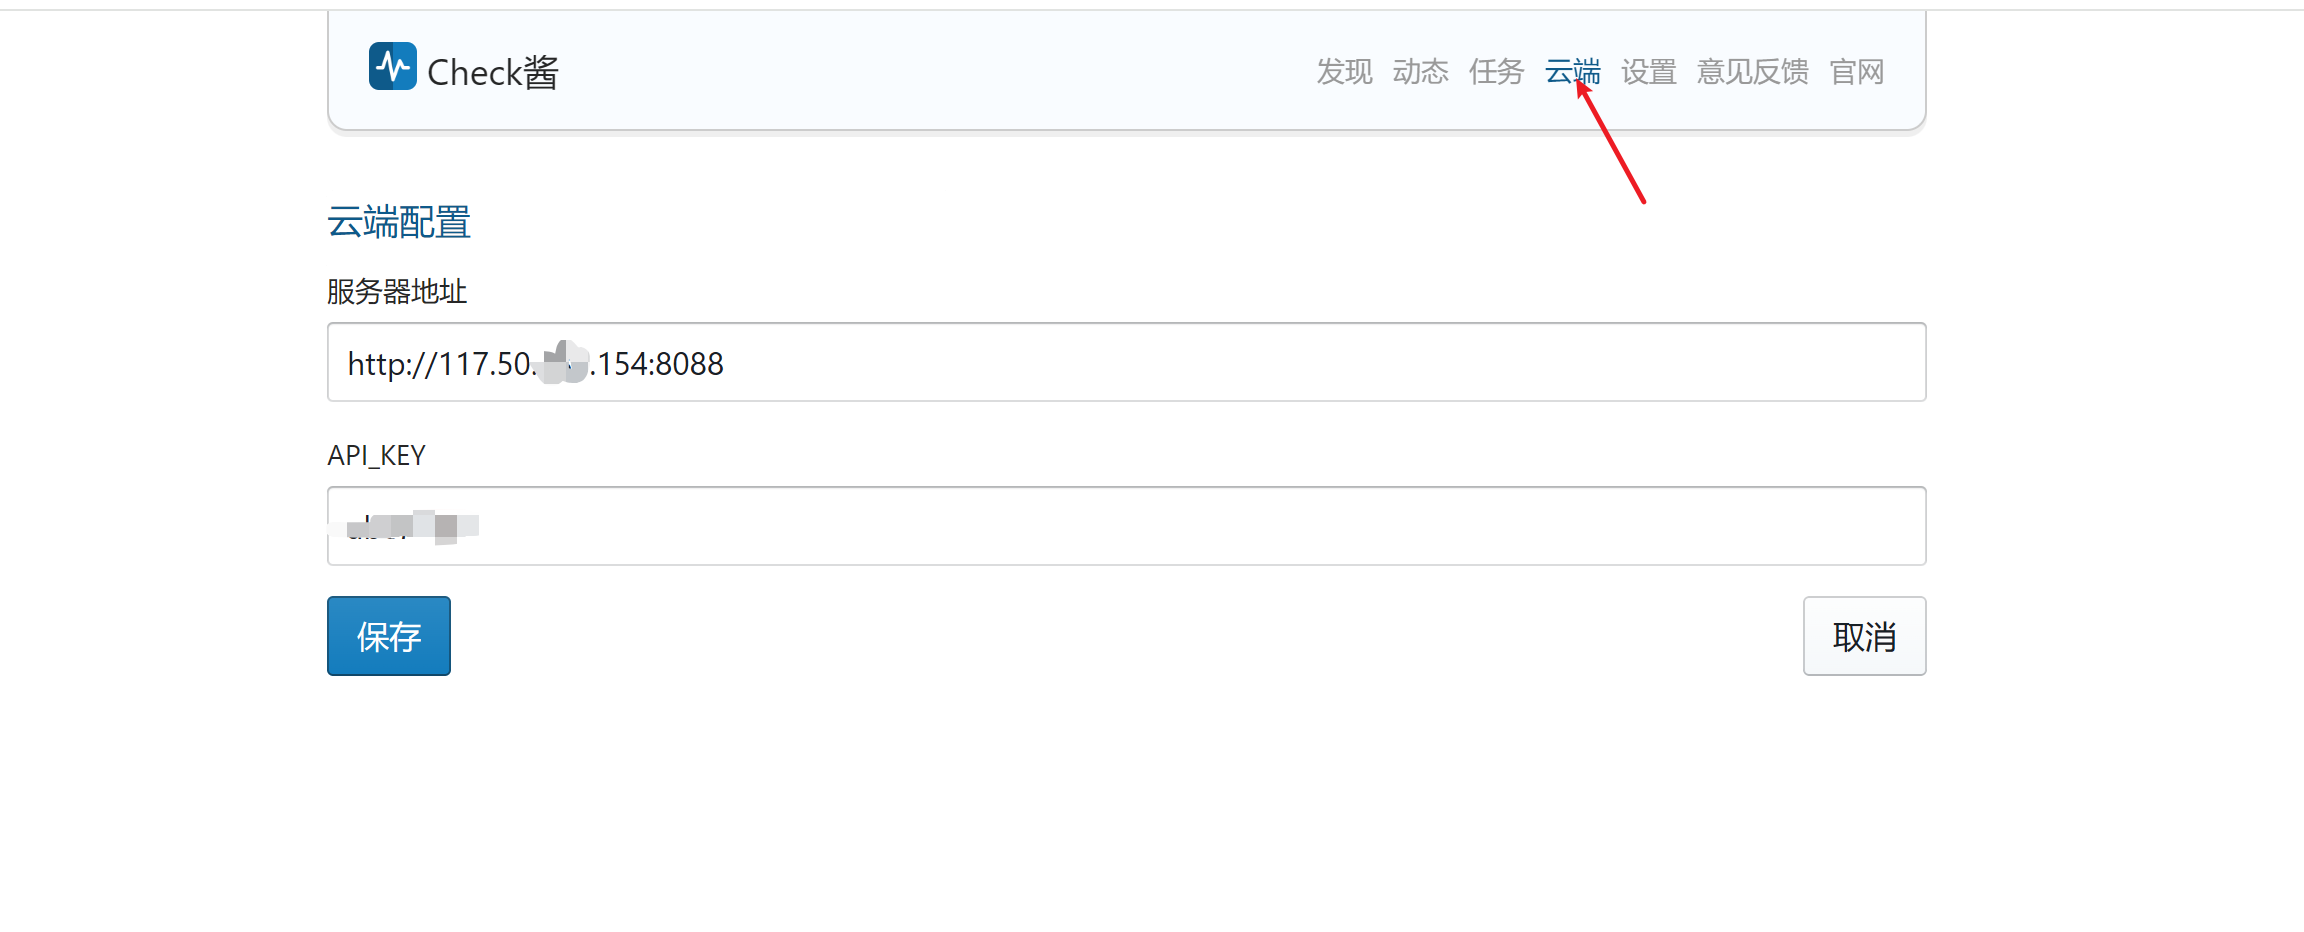 Check酱
发现 动态 任务 云端 设置 意见反馈 官网
云端配置
服务器地址
http://117.50. .154:8088
API_KEY
保存 取消